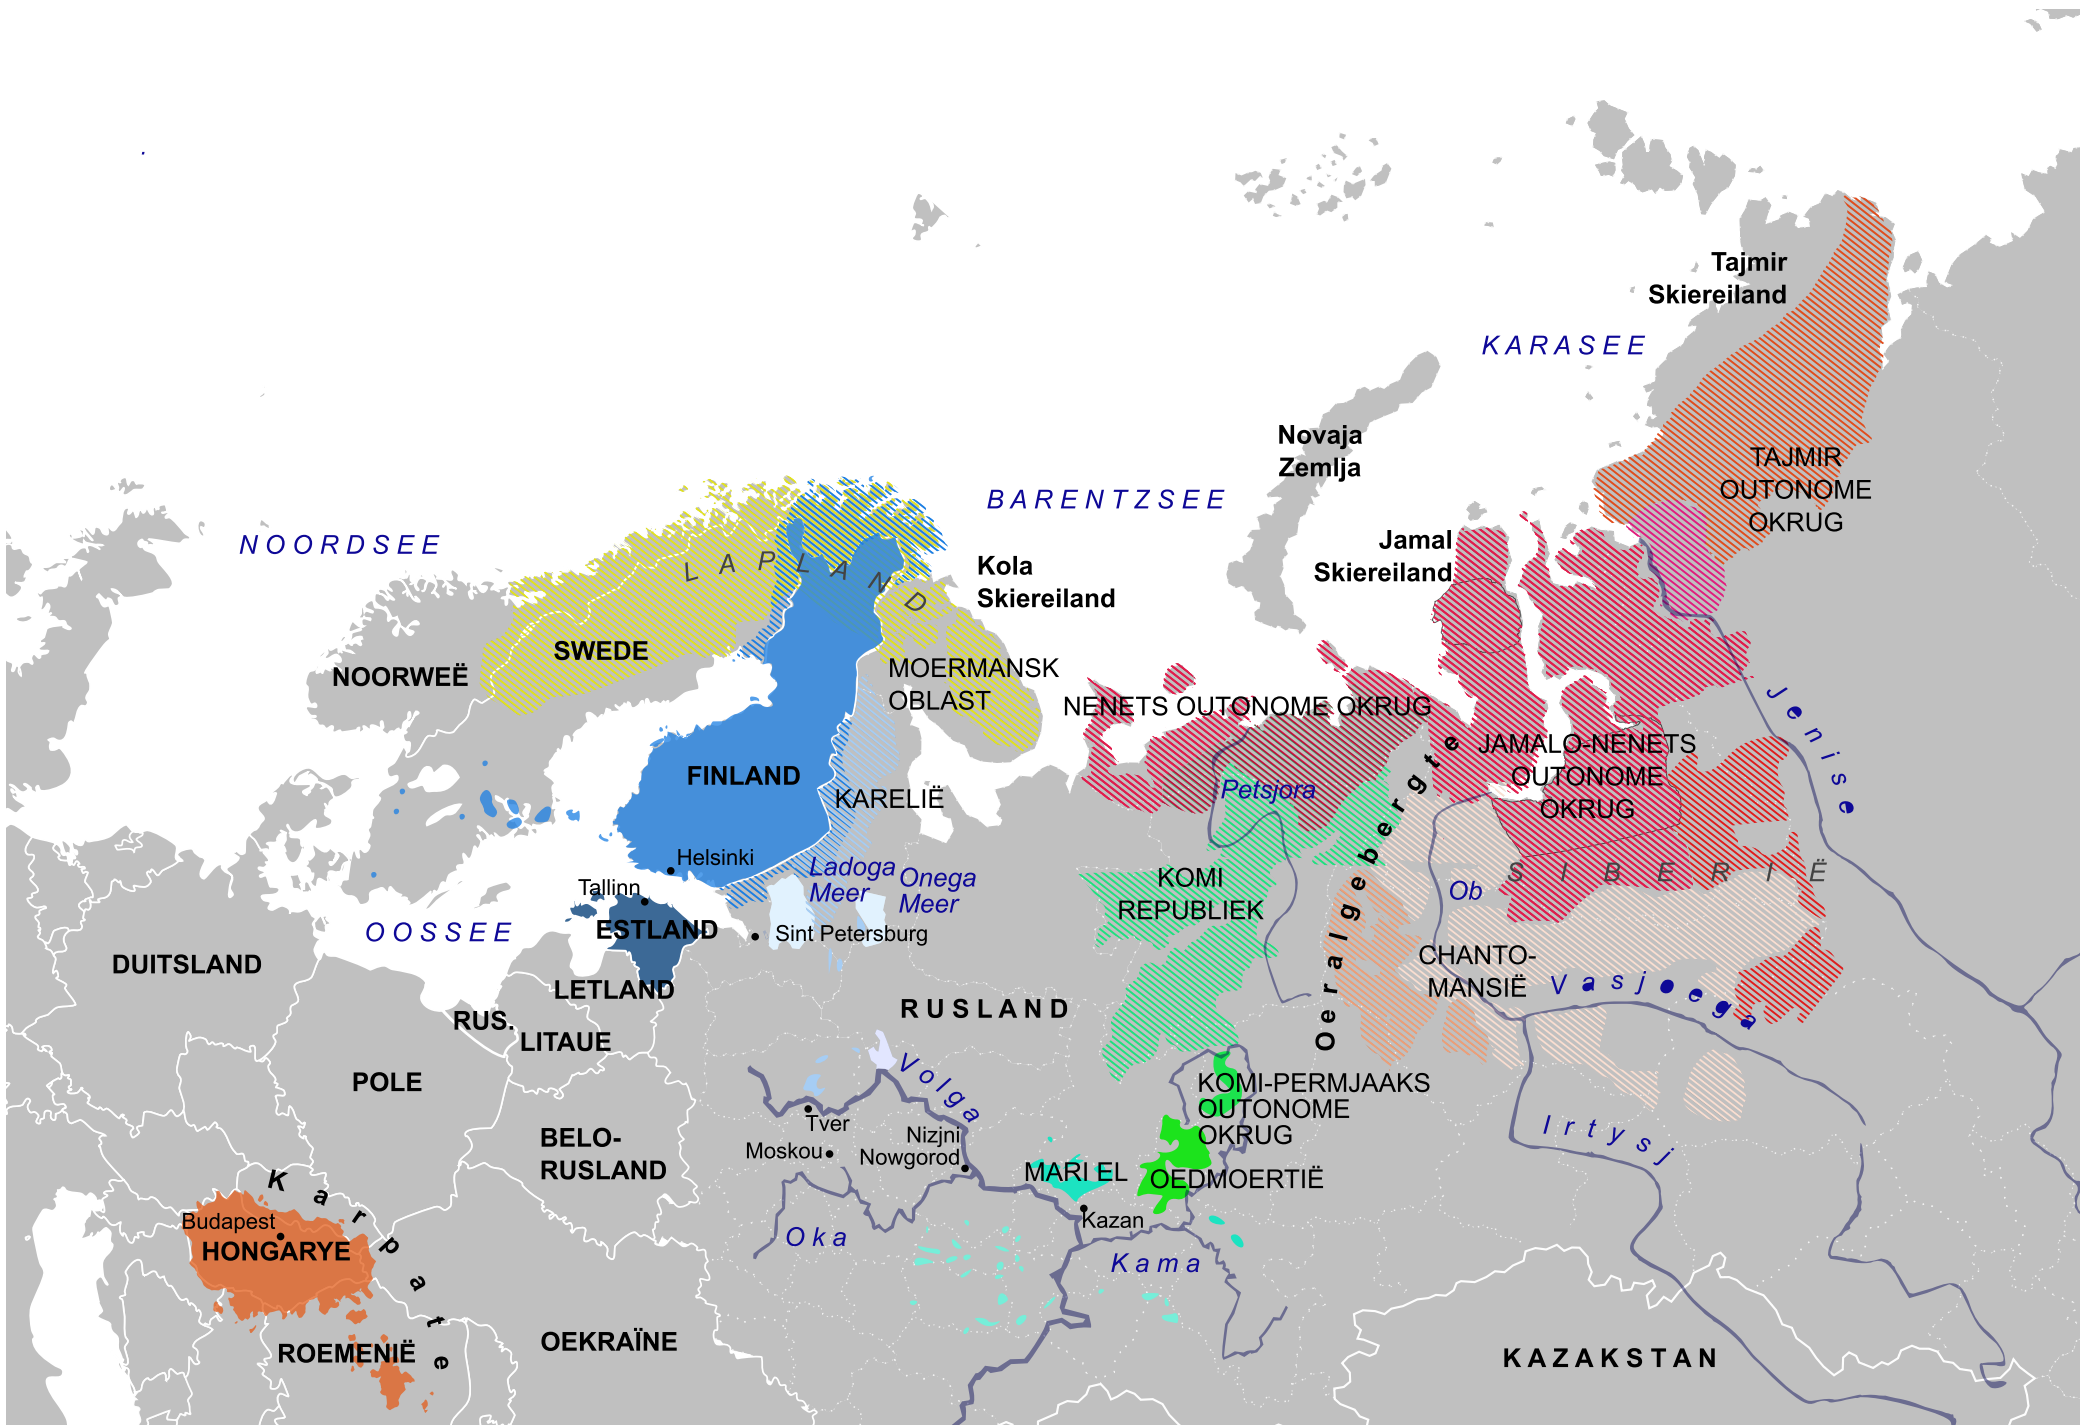 Tajmir
Skiereiland
KARASEE
Novaja
Zemlja
TAJMIR
OUTONOME
OKRUG
BARENTZSEE
NOORDSEE
Jamal
Skiereiland
LAPLAND
Kola
Skiereiland
SWEDE
NOORWEË
MOERMANSK
OBLAST
NENETS OUTONOME OKRUG
Jenise
JAMALO-NENETS
OUTONOME
OKRUG
FINLAND
Petsjora
KARELIË
Oeralgebergte
Helsinki
Ladoga
Meer
Onega
Meer
KOMI
REPUBLIEK
Ob
SIBERIË
Tallinn
ESTLAND
OOSSEE
Sint Petersburg
DUITSLAND
CHANTO-
MANSIË
Vasjoega
LETLAND
RUSLAND
RUS.
LITAUE
Volga
POLE
KOMI-PERMJAAKS
OUTONOME
OKRUG
Tver
BELO-
RUSLAND
Nizjni
Nowgorod
Moskou
Irtysj
MARI EL
OEDMOERTIË
Karpate
Budapest
HONGARYE
Kazan
Oka
Kama
OEKRAÏNE
ROEMENIË
KAZAKSTAN